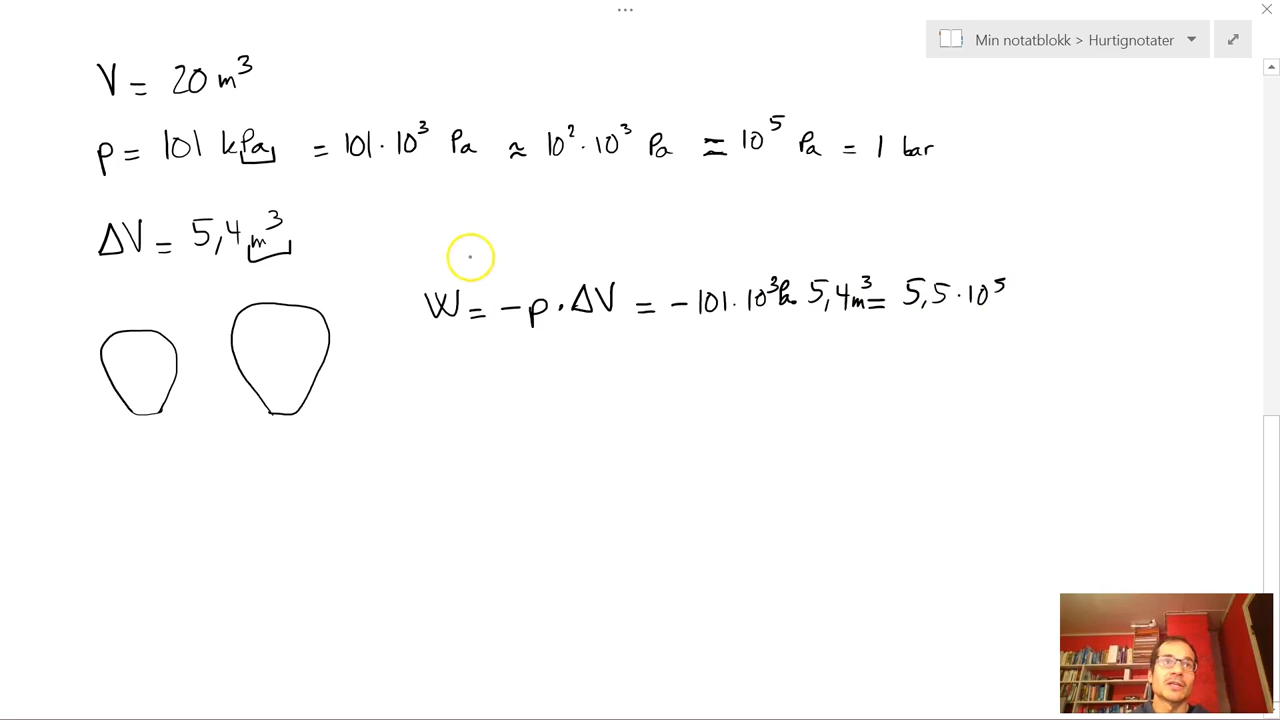 Min notatblokk > Hurtignotater
V = 20 m³
p = 101 kPa = 101 · 10³ Pa ≈ 10² · 10³ Pa = 10⁵ Pa = 1 bar
ΔV = 5,4 m³
W = -p · ΔV = -101 · 10³ Pa · 5,4 m³ = 5,5 · 10⁵